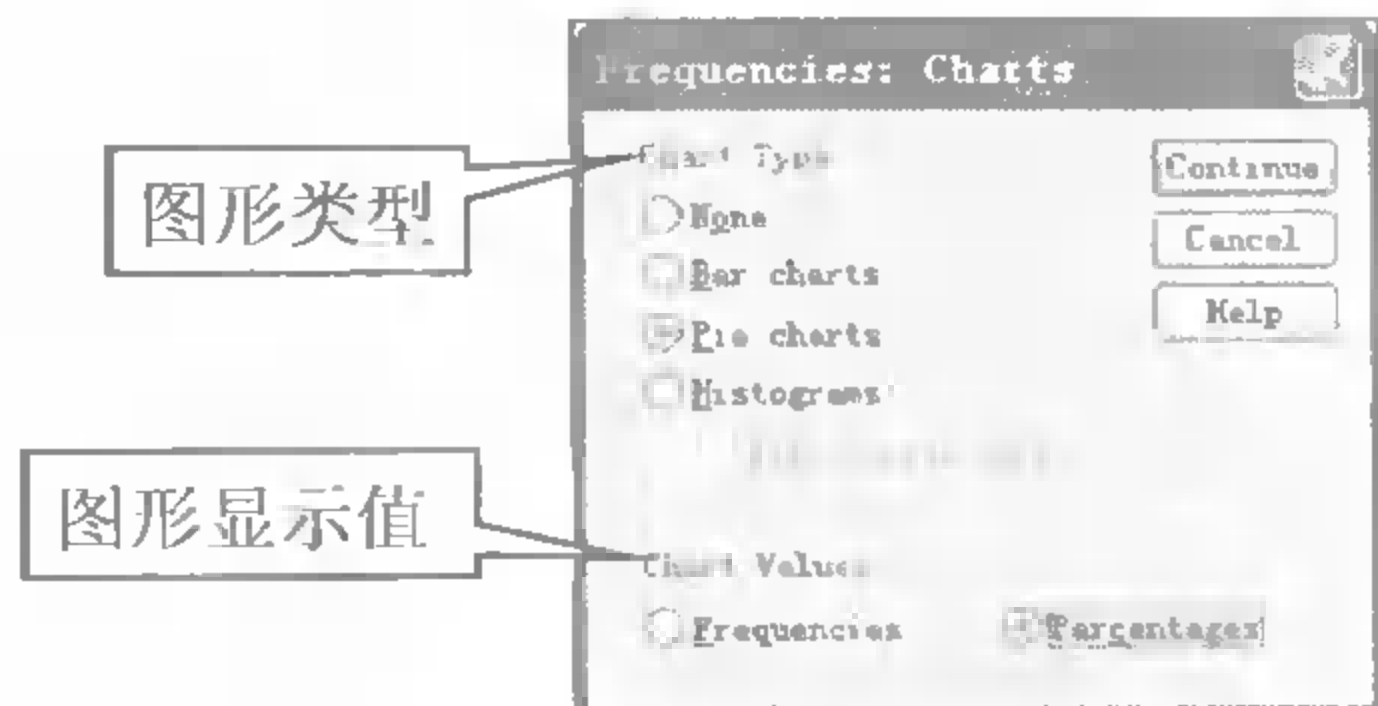 Frequencies: Charts
图形类型
Chart Type
None
Bar charts
Pie charts
Histograms
Continue
Cancel
Help
图形显示值
Chart Values
Frequencies
Percentages